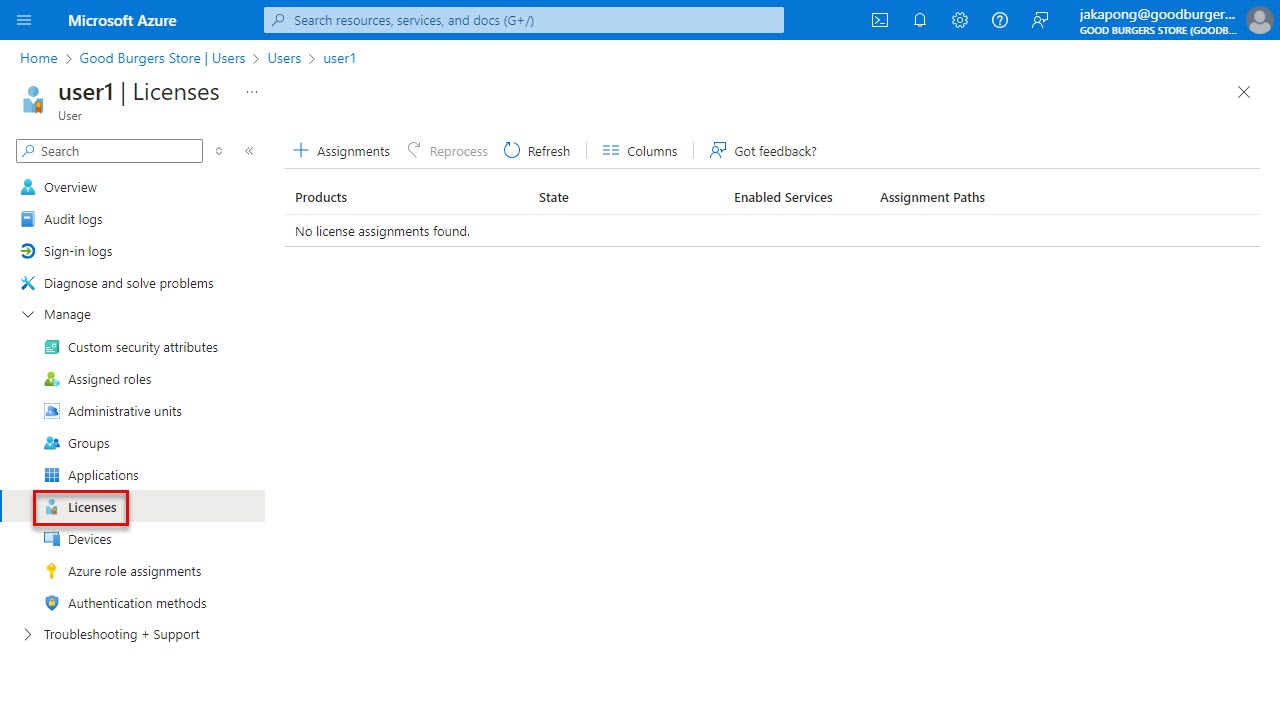 Microsoft Azure
Search resources, services, and docs (G+/)
jakapong@goodburger...
GOOD BURGERS STORE (GOODB...
Home > Good Burgers Store | Users > Users > user1
user1 | Licenses ...
User
Search
Overview
Audit logs
Sign-in logs
Diagnose and solve problems
Manage
Custom security attributes
Assigned roles
Administrative units
Groups
Applications
Licenses
Devices
Azure role assignments
Authentication methods
Troubleshooting + Support
Assignments Reprocess Refresh Columns Got feedback?
Products State Enabled Services Assignment Paths
No license assignments found.